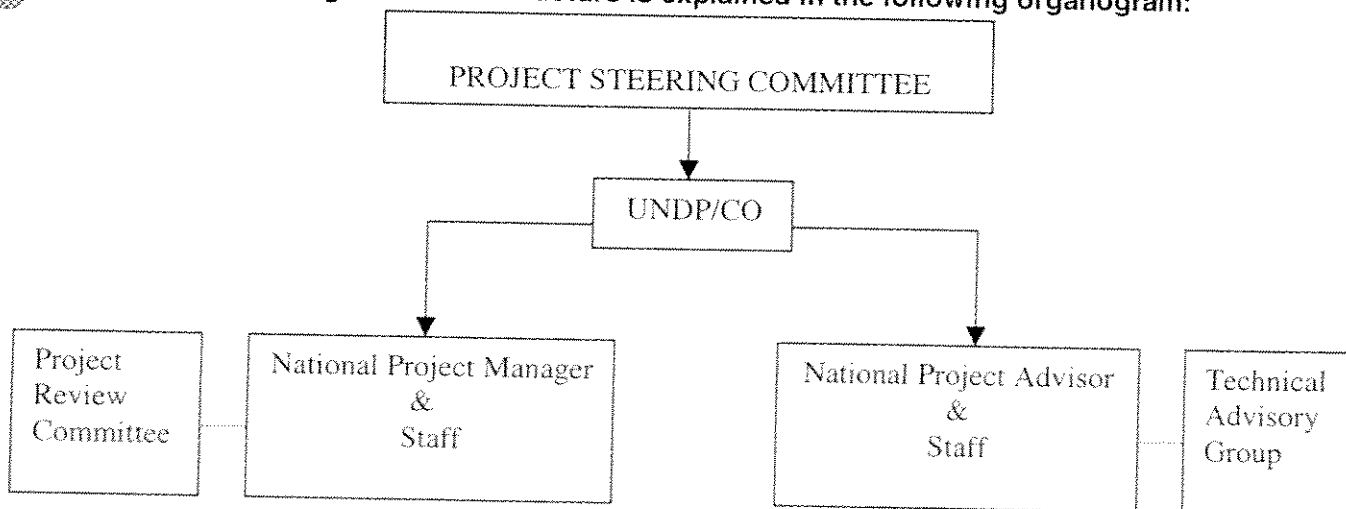 is explained in the following organogram:
PROJECT STEERING COMMITTEE
UNDP/CO
Project
Review
Committee
National Project Manager
&
Staff
National Project Advisor
&
Staff
Technical
Advisory
Group